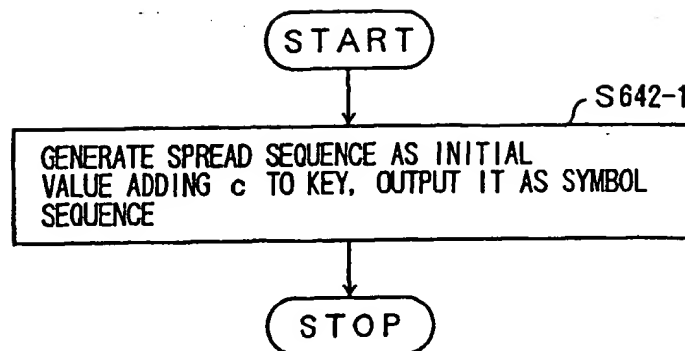 START
S642-1
GENERATE SPREAD SEQUENCE AS INITIAL
VALUE ADDING c TO KEY, OUTPUT IT AS SYMBOL
SEQUENCE
STOP